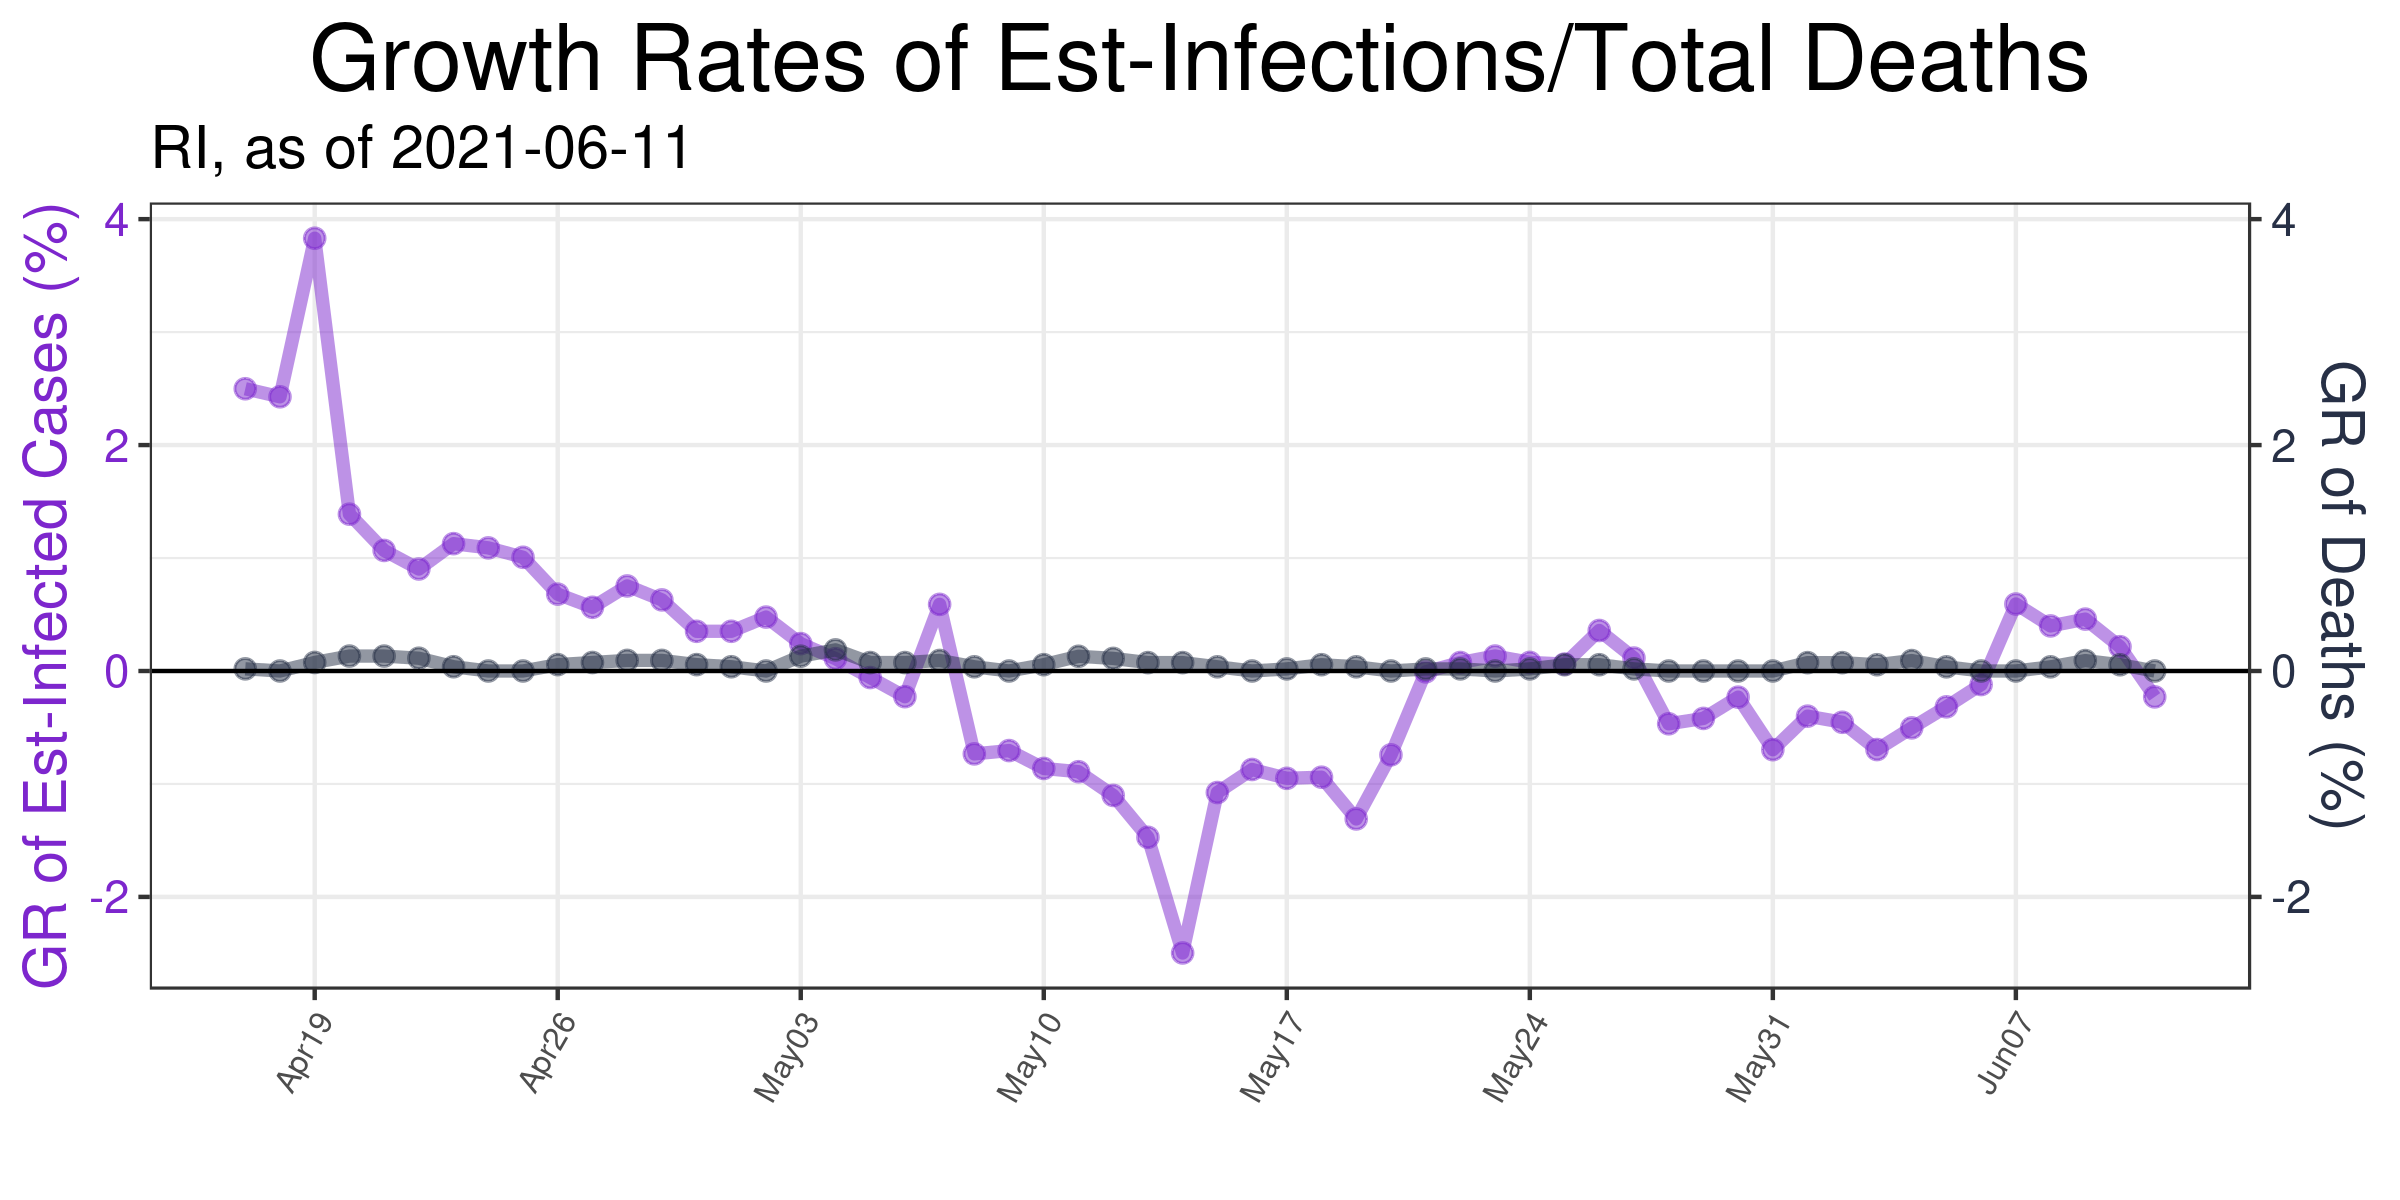 Growth Rates of Est-Infections/Total Deaths
RI, as of 2021-06-11
GR of Est-Infected Cases (%)
4
2
0
-2
4
2
0
-2
GR of Deaths (%)
Apr19
Apr26
May03
May10
May17
May24
May31
Jun07